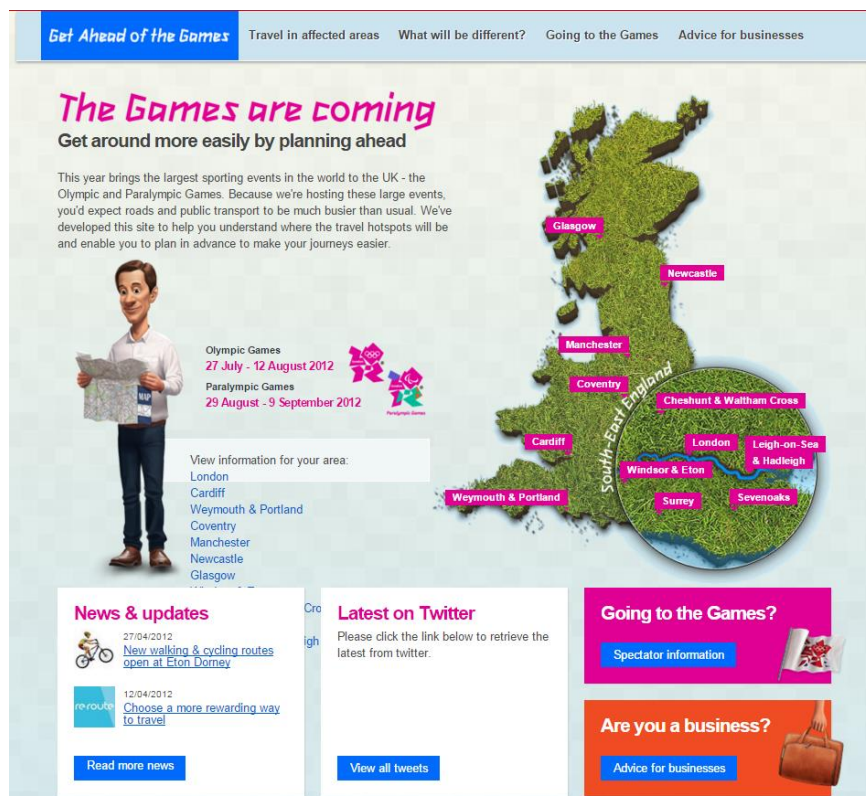 Get Ahead of the Games
Travel in affected areas
What will be different?
Going to the Games
Advice for businesses
The Games are coming
Get around more easily by planning ahead
This year brings the largest sporting events in the world to the UK - the
Olympic and Paralympic Games. Because we're hosting these large events,
you'd expect roads and public transport to be much busier than usual. We've
developed this site to help you understand where the travel hotspots will be
and enable you to plan in advance to make your journeys easier.
MAP
Olympic Games
27 July - 12 August 2012
Paralympic Games
29 August - 9 September 2012
Paralympic Games
Glasgow
Newcastle
Manchester
Coventry
South-East England
Cheshunt & Waltham Cross
London
Leigh-on-Sea
& Hadleigh
Cardiff
Windsor & Eton
Weymouth & Portland
Surrey
Sevenoaks
View information for your area:
London
Cardiff
Weymouth & Portland
Coventry
Manchester
Newcastle
Glasgow
News & updates
27/04/2012
New walking & cycling routes
open at Eton Dorney
re-route
12/04/2012
Choose a more rewarding way
to travel
Read more news
Latest on Twitter
Please click the link below to retrieve the
latest from twitter.
View all tweets
Going to the Games?
Spectator information
Are you a business?
Advice for businesses